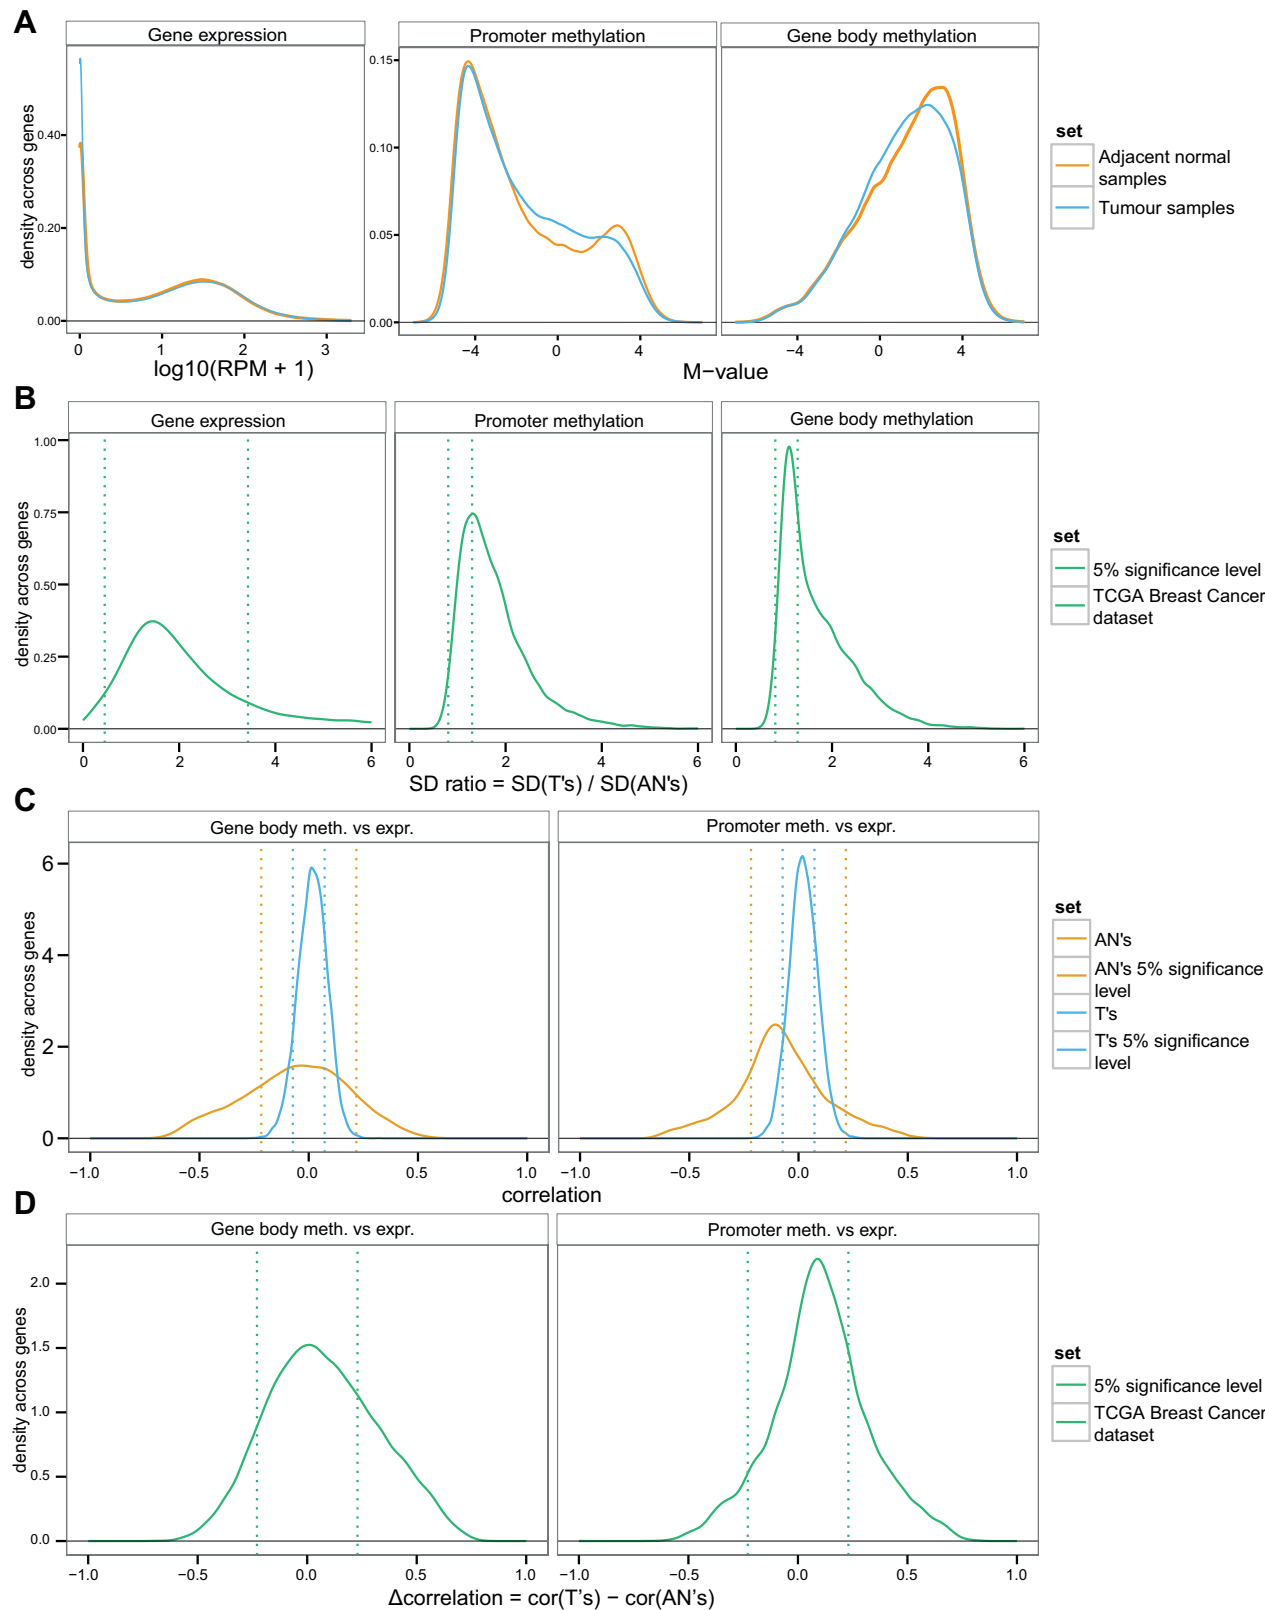 A
Gene expression
Promoter methylation
Gene body methylation
density across genes
0.40
0.20
0.00
0.15
0.10
0.05
0.00
0
1
2
3
−4
0
4
−4
0
4
log10(RPM + 1)
M−value
set
Adjacent normal
samples
Tumour samples
B
Gene expression
Promoter methylation
Gene body methylation
density across genes
1.00
0.75
0.50
0.25
0.00
0
2
4
6
0
2
4
6
0
2
4
6
SD ratio = SD(T's) / SD(AN's)
set
5% significance level
TCGA Breast Cancer
dataset
C
Gene body meth. vs expr.
Promoter meth. vs expr.
density across genes
6
4
2
0
−1.0
−0.5
0.0
0.5
1.0
−1.0
−0.5
0.0
0.5
1.0
correlation
set
AN's
AN's 5% significance
level
T's
T's 5% significance
level
D
Gene body meth. vs expr.
Promoter meth. vs expr.
density across genes
2.0
1.5
1.0
0.5
0.0
−1.0
−0.5
0.0
0.5
1.0
−1.0
−0.5
0.0
0.5
1.0
Δcorrelation = cor(T’s) − cor(AN’s)
set
5% significance level
TCGA Breast Cancer
dataset